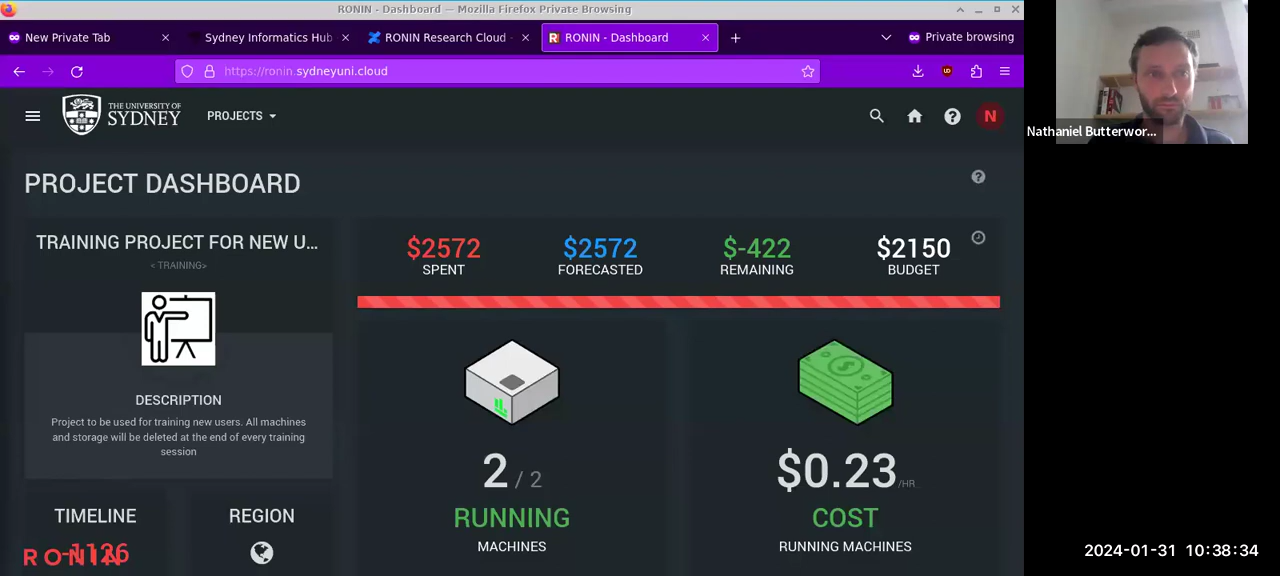 RONIN - Dashboard — Mozilla Firefox Private Browsing
New Private Tab
Sydney Informatics Hub
RONIN Research Cloud -
RONIN - Dashboard
Private browsing
https://ronin.sydneyuni.cloud
THE UNIVERSITY OF
SYDNEY
PROJECTS
N
Nathaniel Butterwor...
PROJECT DASHBOARD
TRAINING PROJECT FOR NEW U...
< TRAINING>
$2572
SPENT
$2572
FORECASTED
$-422
REMAINING
$2150
BUDGET
DESCRIPTION
Project to be used for training new users. All machines
and storage will be deleted at the end of every training
session
2 / 2
RUNNING
MACHINES
$0.23 /HR
COST
RUNNING MACHINES
TIMELINE
-1126
REGION
RONIN
2024-01-31 10:38:34